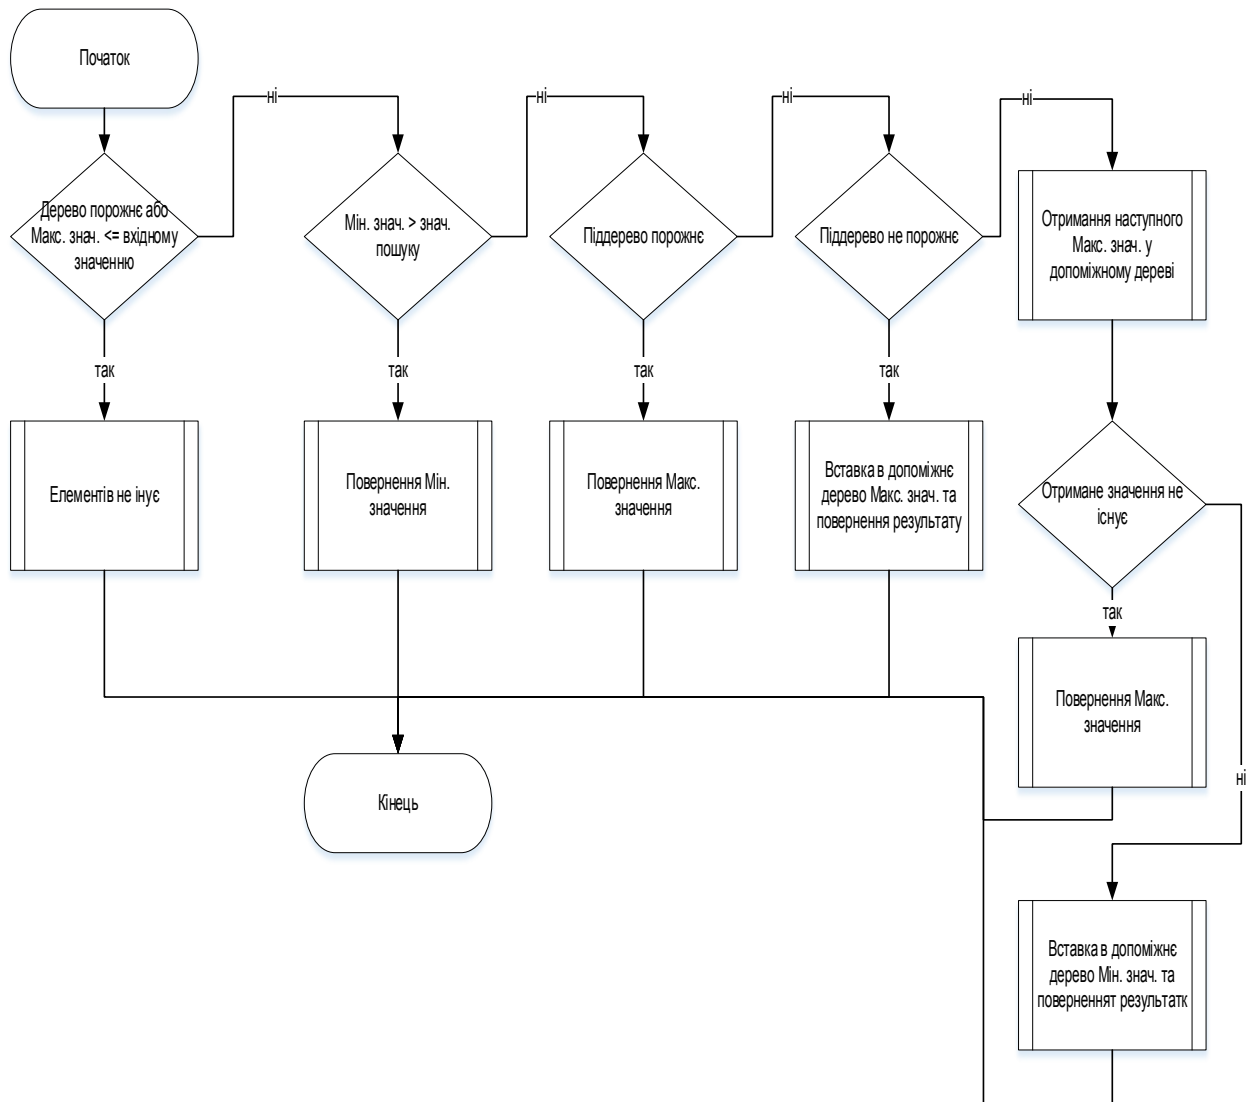 Початок
ні
ні
ні
ні
Дерево порожнє або
Макс. знач. <= вхідному
значенню
Мін. знач. > знач.
пошуку
Піддерево порожнє
Піддерево не порожнє
Отримання наступного
Макс. знач. у
допоміжному дереві
так
так
так
так
Елементів не інує
Повернення Мін.
значення
Повернення Макс.
значення
Вставка в допоміжнє
дерево Макс. знач. та
повернення результату
Отримане значення не
існує
так
Повернення Макс.
значення
ні
Кінець
Вставка в допоміжнє
дерево Мін. знач. та
поверненнят результатк